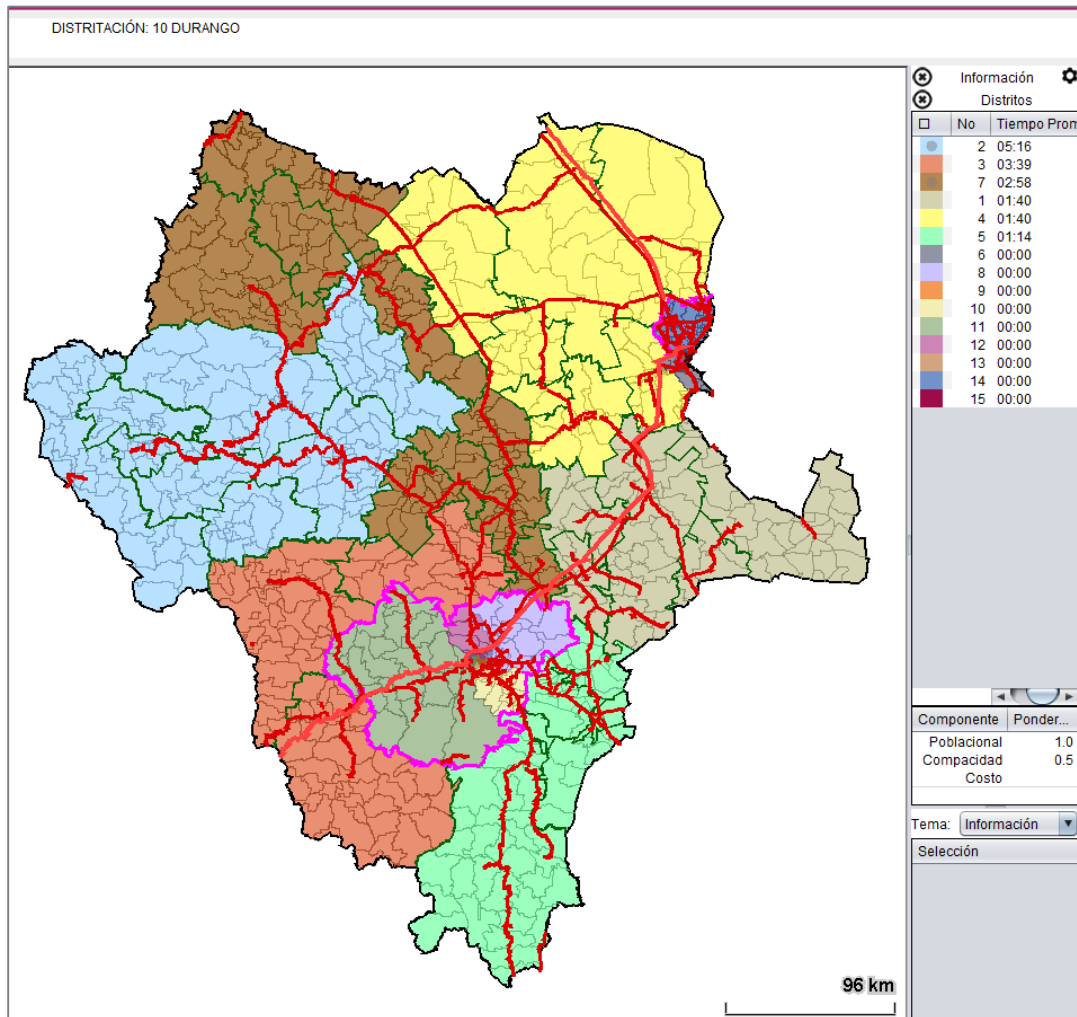 DISTRITACIÓN: 10 DURANGO
Información
Distritos
No Tiempo Prom
2 05:16
3 03:39
7 02:58
1 01:40
4 01:40
5 01:14
6 00:00
8 00:00
9 00:00
10 00:00
11 00:00
12 00:00
13 00:00
14 00:00
15 00:00
Componente Ponder...
Poblacional 1.0
Compacidad 0.5
Costo
Tema: Información
Selección
96 km